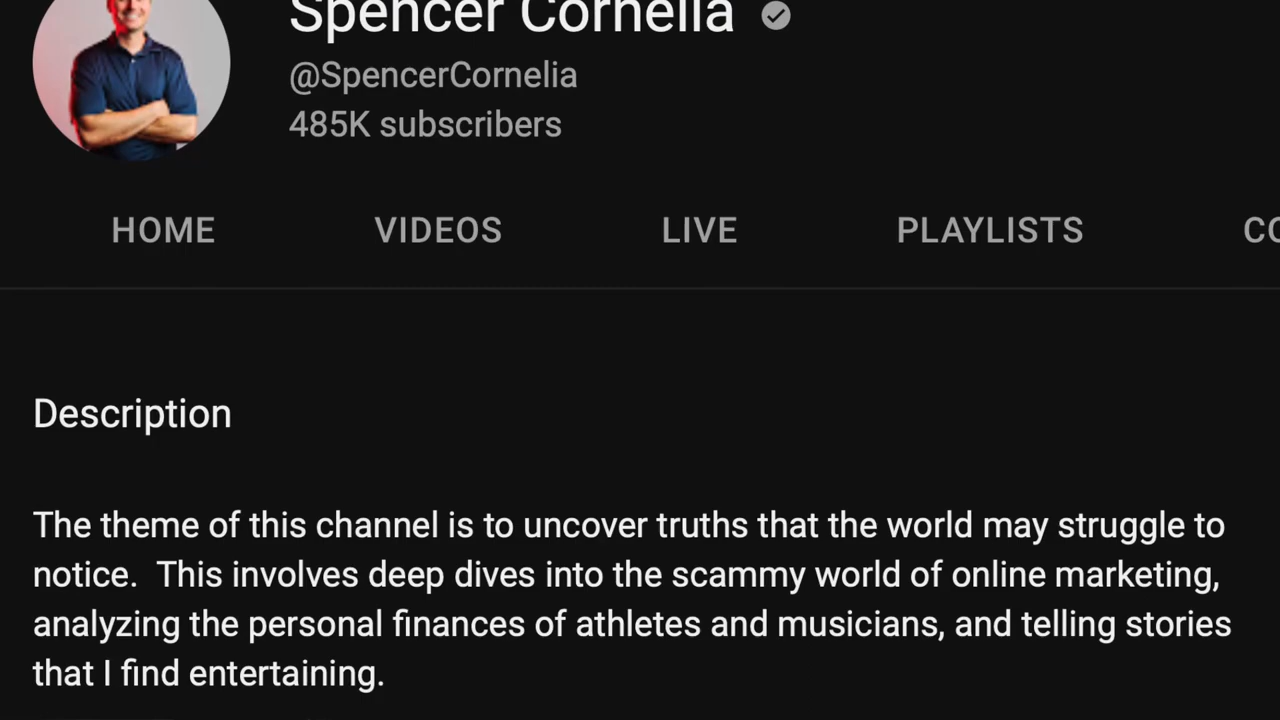 Spencer Cornelia
@SpencerCornelia
485K subscribers
HOME VIDEOS LIVE PLAYLISTS
Description
The theme of this channel is to uncover truths that the world may struggle to
notice.  This involves deep dives into the scammy world of online marketing,
analyzing the personal finances of athletes and musicians, and telling stories
that I find entertaining.